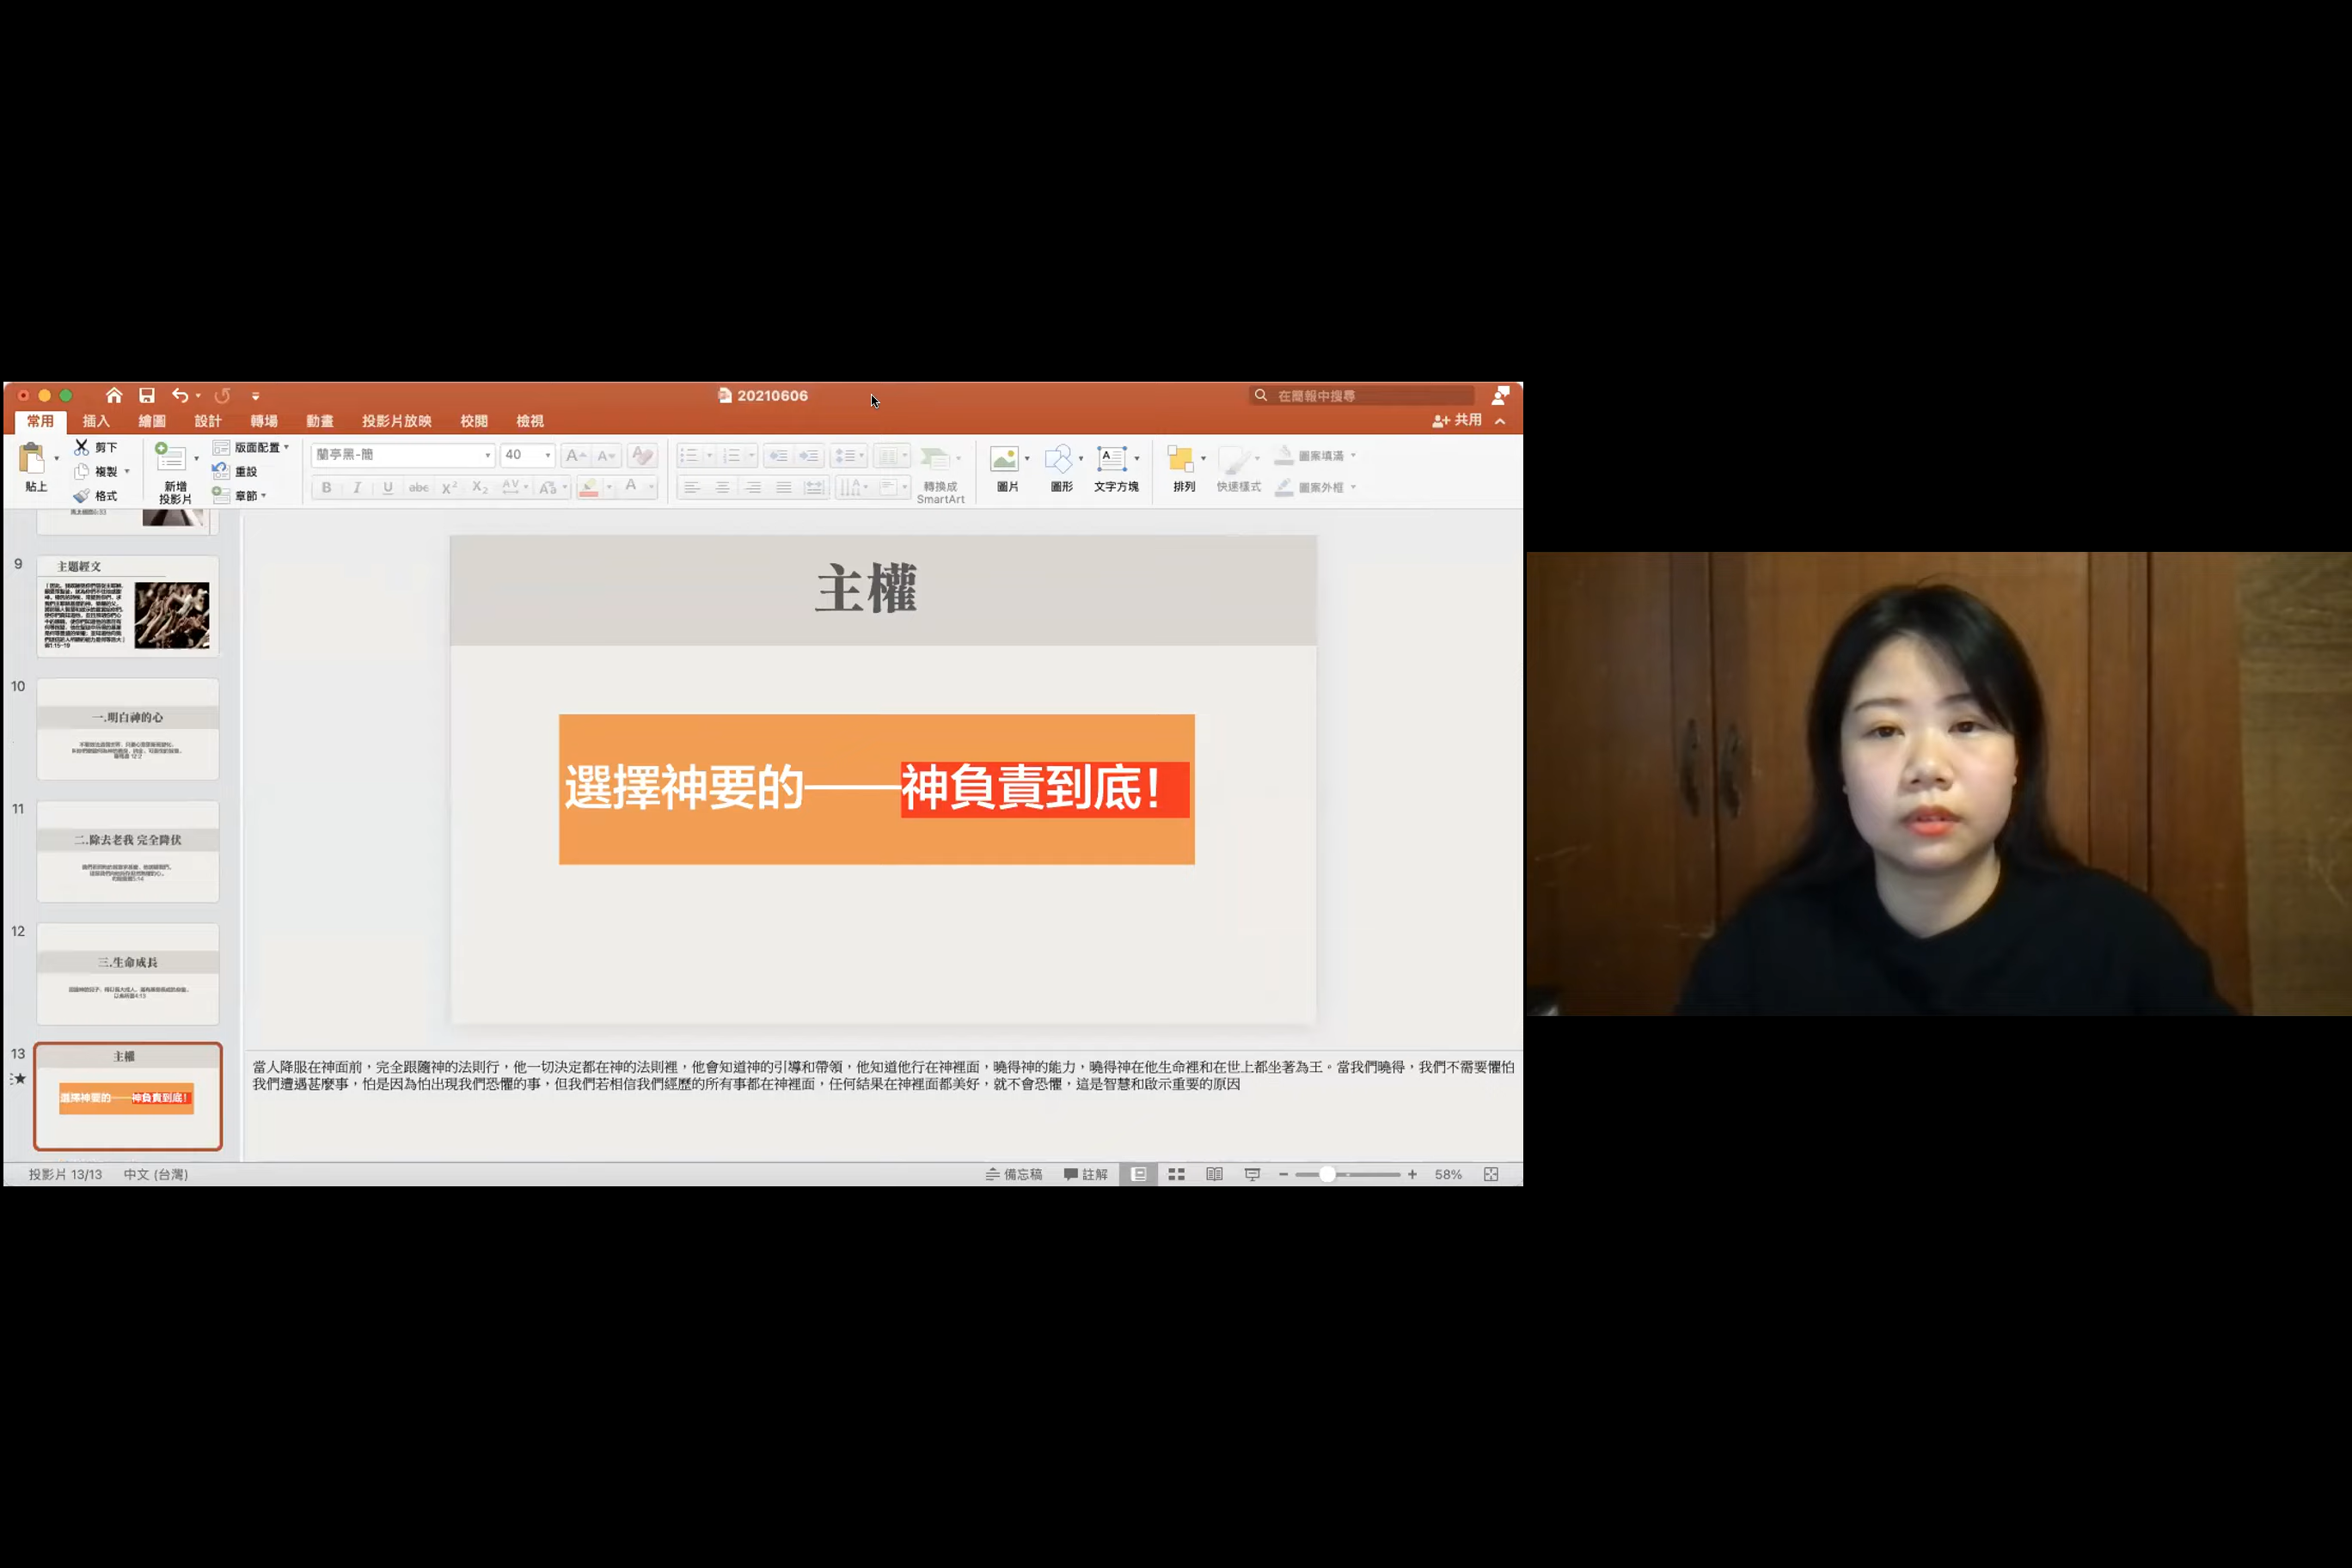 20210606
在簡報中搜尋
常用 插入 繪圖 設計 轉場 動畫 投影片放映 校閱 檢視
共用
貼上
剪下
複製
格式
新增
投影片
版面配置
重設
章節
蘭亭黑-簡 40
轉換成
SmartArt
圖片
圖形
文字方塊
排列
快速樣式
圖案填滿
圖案外框
9
主題經文
10
一.明白神的心
11
二.除去老我 完全降伏
12
三.生命成長
13
主權
選擇神要的——神負責到底！
主權
選擇神要的——神負責到底！
當人降服在神面前，完全跟隨神的法則行，他一切決定都在神的法則裡，他會知道神的引導和帶領，他知道他行在神裡面，曉得神的能力，曉得神在他生命裡和在世上都坐著為王。當我們曉得，我們不需要懼怕
我們遭遇甚麼事，怕是因為怕出現我們恐懼的事，但我們若相信我們經歷的所有事都在神裡面，任何結果在神裡面都美好，就不會恐懼，這是智慧和啟示重要的原因
投影片 13/13 中文 (台灣)
備忘稿 註解 58%